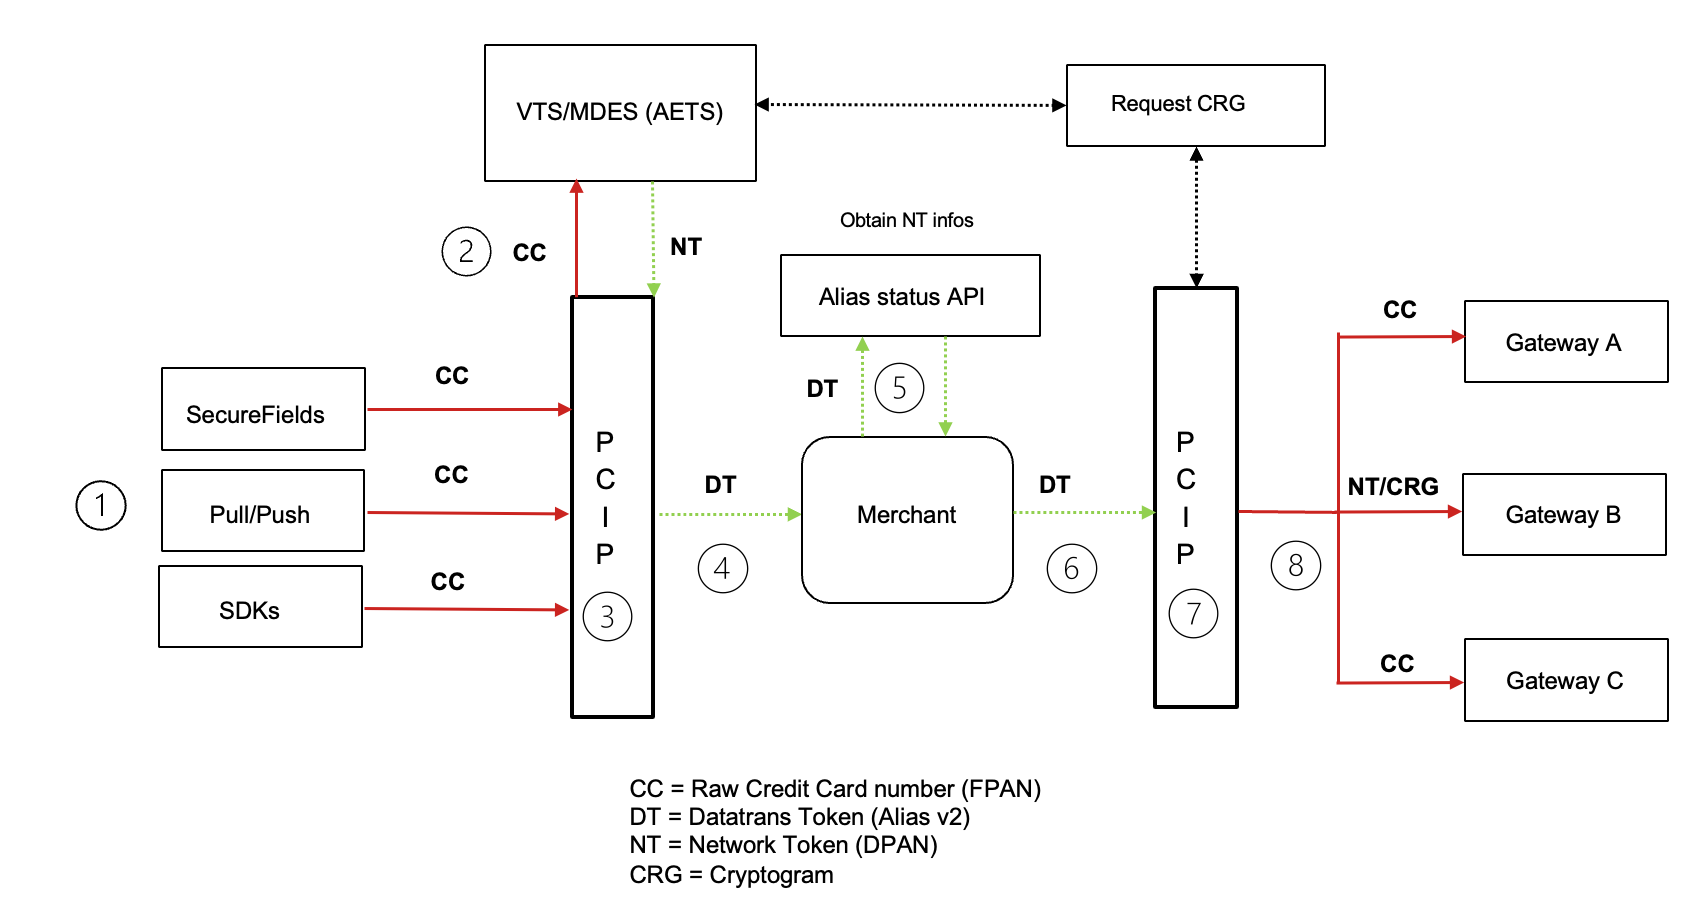 VTS/MDES (AETS)
Request CRG
Obtain NT infos
2
CC
NT
Alias status API
CC
Gateway A
CC
SecureFields
DT
5
1
CC
Pull/Push
P
C
I
P
3
DT
4
Merchant
DT
6
P
C
I
P
7
NT/CRG
8
Gateway B
CC
SDKs
CC
Gateway C
CC = Raw Credit Card number (FPAN)
DT = Datatrans Token (Alias v2)
NT = Network Token (DPAN)
CRG = Cryptogram